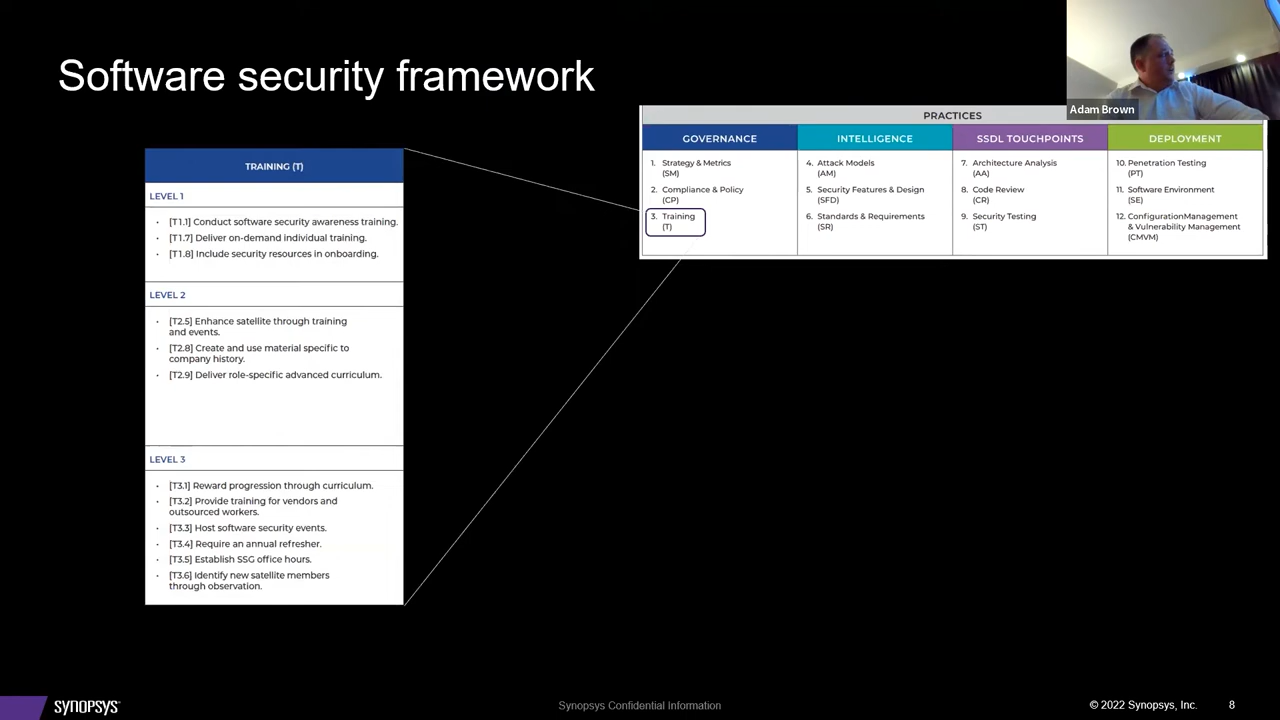 Software security framework
Adam Brown
TRAINING (T)
LEVEL 1
• [T1.1] Conduct software security awareness training.
• [T1.7] Deliver on-demand individual training.
• [T1.8] Include security resources in onboarding.
LEVEL 2
• [T2.5] Enhance satellite through training
and events.
• [T2.8] Create and use material specific to
company history.
• [T2.9] Deliver role-specific advanced curriculum.
LEVEL 3
• [T3.1] Reward progression through curriculum.
• [T3.2] Provide training for vendors and
outsourced workers.
• [T3.3] Host software security events.
• [T3.4] Require an annual refresher.
• [T3.5] Establish SSG office hours.
• [T3.6] Identify new satellite members
through observation.
PRACTICES
GOVERNANCE
1. Strategy & Metrics
(SM)
2. Compliance & Policy
(CP)
3. Training
(T)
INTELLIGENCE
4. Attack Models
(AM)
5. Security Features & Design
(SFD)
6. Standards & Requirements
(SR)
SSDL TOUCHPOINTS
7. Architecture Analysis
(AA)
8. Code Review
(CR)
9. Security Testing
(ST)
DEPLOYMENT
10. Penetration Testing
(PT)
11. Software Environment
(SE)
12. ConfigurationManagement
& Vulnerability Management
(CMVM)
SYNOPSYS
Synopsys Confidential Information
© 2022 Synopsys, Inc. 8